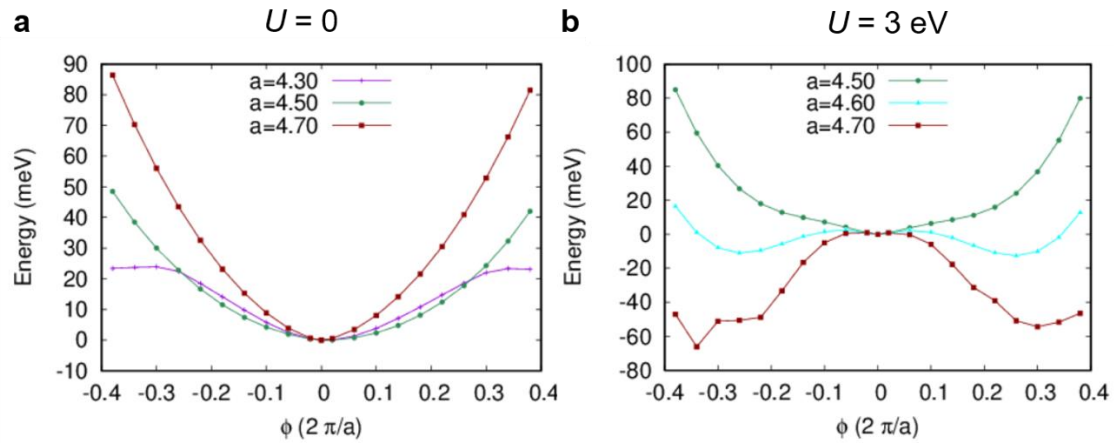 a
U = 0
90
80
70
60
50
40
30
20
10
0
-10
Energy (meV)
a=4.30
a=4.50
a=4.70
-0.4 -0.3 -0.2 -0.1 0 0.1 0.2 0.3 0.4
ϕ (2 π/a)
b
U = 3 eV
100
80
60
40
20
0
-20
-40
-60
-80
Energy (meV)
a=4.50
a=4.60
a=4.70
-0.4 -0.3 -0.2 -0.1 0 0.1 0.2 0.3 0.4
ϕ (2 π/a)